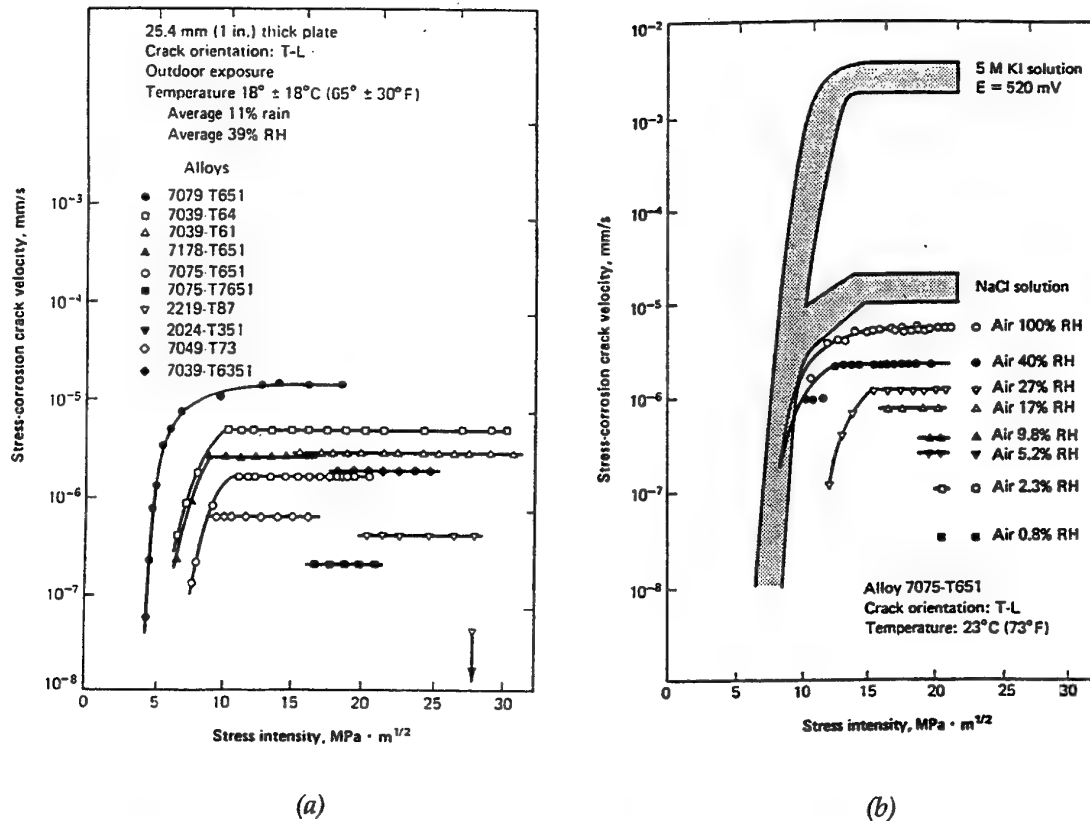 25.4 mm (1 in.) thick plate
Crack orientation: T-L
Outdoor exposure
Temperature 18° ± 18°C (65° ± 30°F)
Average 11% rain
Average 39% RH
Alloys
7079 T651
7039-T64
7039-T61
7178-T651
7075-T651
7075-T7651
2219-T87
2024-T351
7049-T73
7039-T6351
Stress-corrosion crack velocity, mm/s
10⁻³
10⁻⁴
10⁻⁵
10⁻⁶
10⁻⁷
10⁻⁸
0
5
10
15
20
25
30
Stress intensity, MPa · m^1/2
(a)
10⁻²
10⁻³
10⁻⁴
10⁻⁵
10⁻⁶
10⁻⁷
10⁻⁸
Stress-corrosion crack velocity, mm/s
5 M KI solution
E = 520 mV
NaCl solution
Air 100% RH
Air 40% RH
Air 27% RH
Air 17% RH
Air 9.8% RH
Air 5.2% RH
Air 2.3% RH
Air 0.8% RH
Alloy 7075-T651
Crack orientation: T-L
Temperature: 23°C (73°F)
0
5
10
15
20
25
30
Stress intensity, MPa · m^1/2
(b)